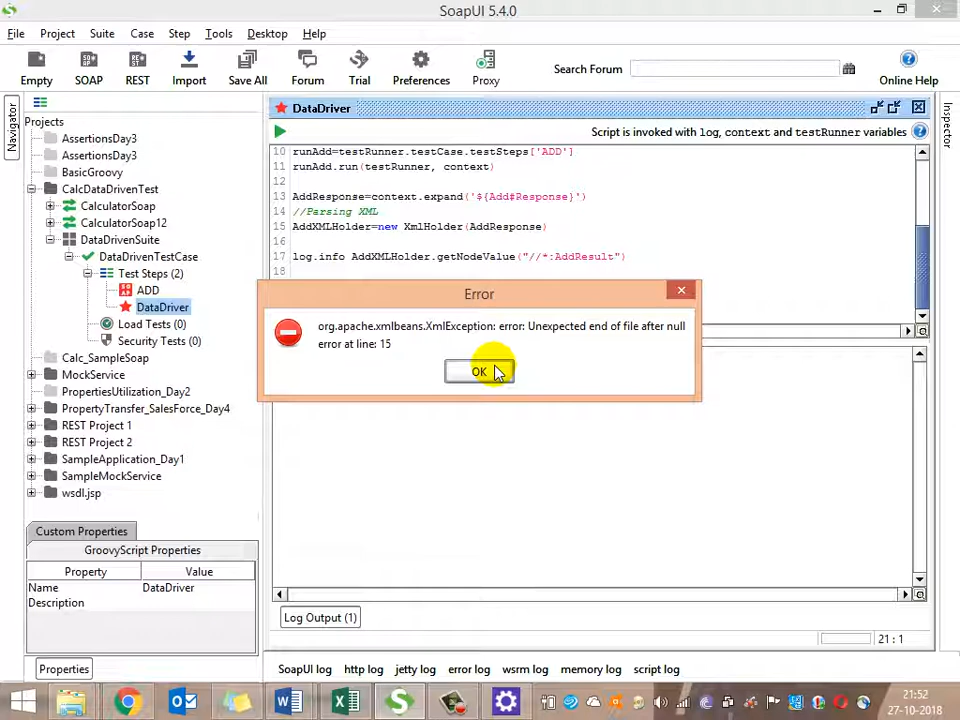 SoapUI 5.4.0
File Project Suite Case Step Tools Desktop Help
Empty SOAP REST Import Save All Forum Trial Preferences Proxy Search Forum Online Help
Navigator
Projects
AssertionsDay3
AssertionsDay3
BasicGroovy
CalcDataDrivenTest
CalculatorSoap
CalculatorSoap12
DataDrivenSuite
DataDrivenTestCase
Test Steps (2)
ADD
DataDriver
Load Tests (0)
Security Tests (0)
Calc_SampleSoap
MockService
PropertiesUtilization_Day2
PropertyTransfer_SalesForce_Day4
REST Project 1
REST Project 2
SampleApplication_Day1
SampleMockService
wsdl.jsp
Custom Properties
GroovyScript Properties
Property Value
Name DataDriver
Description
Properties
DataDriver
Script is invoked with log, context and testRunner variables
10 runAdd=testRunner.testCase.testSteps['ADD']
11 runAdd.run(testRunner, context)
12
13 AddResponse=context.expand('${Add#Response}')
14 //Parsing XML
15 AddXMLHolder=new XmlHolder(AddResponse)
16
17 log.info AddXMLHolder.getNodeValue("//*:AddResult")
18
Error
org.apache.xmlbeans.XmlException: error: Unexpected end of file after null
error at line: 15
OK
Log Output (1)
21 : 1
Inspector
SoapUI log http log jetty log error log wsrm log memory log script log
21:52
27-10-2018